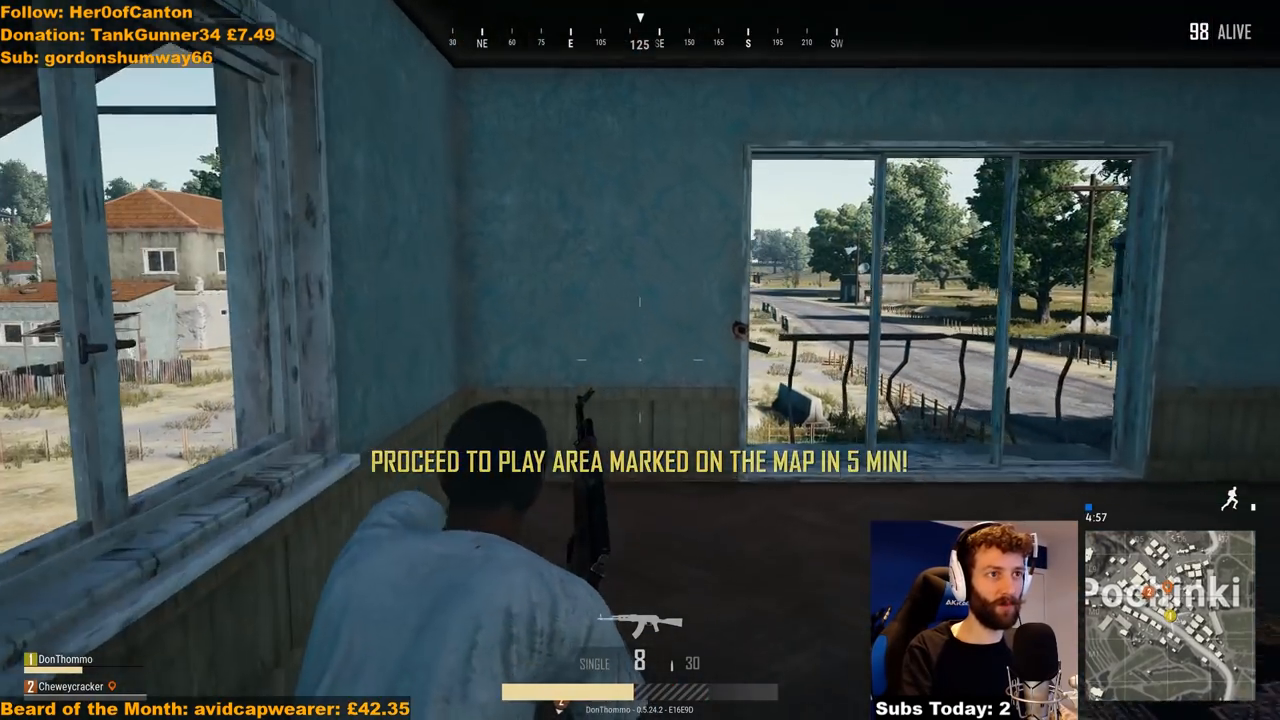 Follow: Her0ofCanton
Donation: TankGunner34 £7.49
Sub: gordonshumway66
30 NE 60 75 E 105 125 SE 150 165 S 195 210 SW
98 ALIVE
PROCEED TO PLAY AREA MARKED ON THE MAP IN 5 MIN!
4:57
Pochinki
1
SINGLE 8 30
1 DonThommo
2 Cheweycracker
DonThommo - 0.5.24.2 - E16E9D
Beard of the Month: avidcapwearer: £42.35
Subs Today: 2